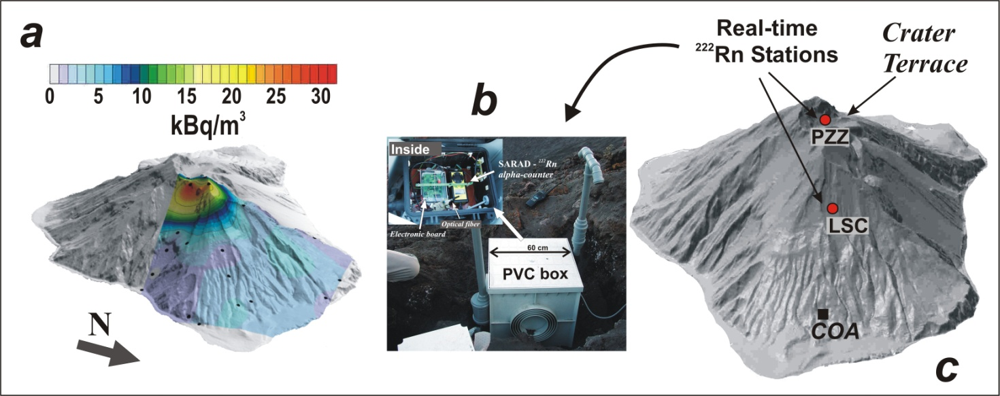 a
0 5 10 15 20 25 30
kBq/m³
N
b
Inside
SARAD - ²²²Rn
alpha-counter
Optical fiber
Electronic board
60 cm
PVC box
Real-time
²²²Rn Stations
Crater
Terrace
PZZ
LSC
COA
c